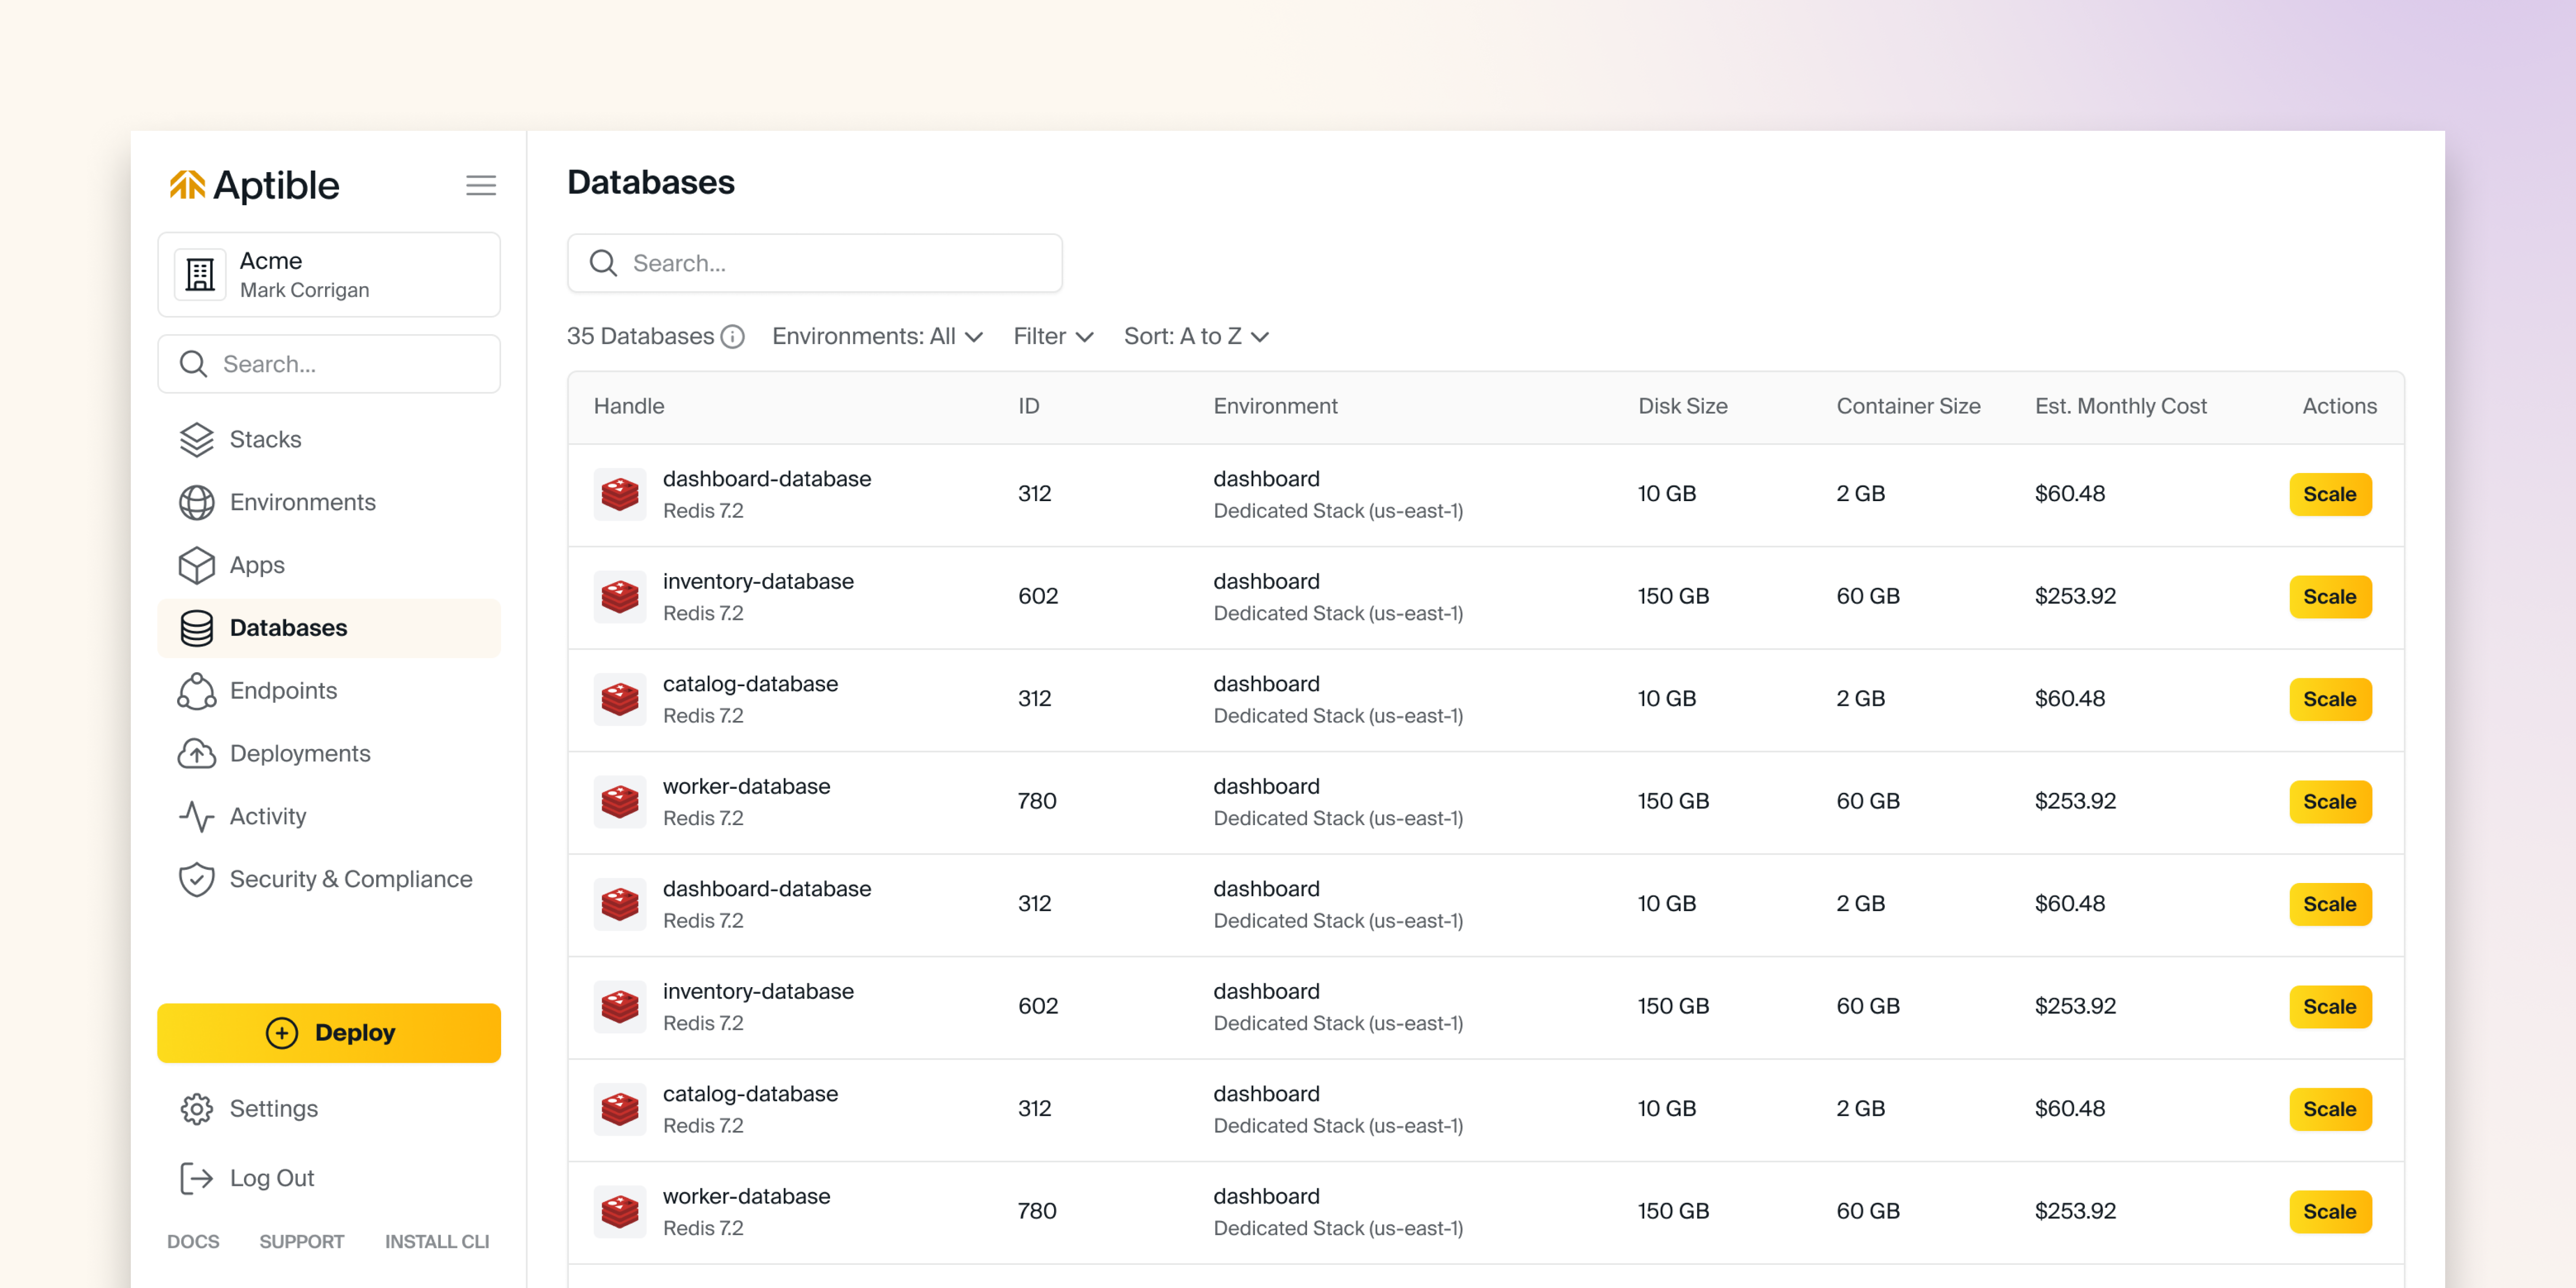 Aptible
Acme
Mark Corrigan
Search...
Stacks
Environments
Apps
Databases
Endpoints
Deployments
Activity
Security & Compliance
Deploy
Settings
Log Out
DOCS SUPPORT INSTALL CLI
Databases
Search...
35 Databases Environments: All Filter Sort: A to Z
Handle ID Environment Disk Size Container Size Est. Monthly Cost Actions
dashboard-database 312 dashboard 10 GB 2 GB $60.48 Scale
Redis 7.2 Dedicated Stack (us-east-1)
inventory-database 602 dashboard 150 GB 60 GB $253.92 Scale
Redis 7.2 Dedicated Stack (us-east-1)
catalog-database 312 dashboard 10 GB 2 GB $60.48 Scale
Redis 7.2 Dedicated Stack (us-east-1)
worker-database 780 dashboard 150 GB 60 GB $253.92 Scale
Redis 7.2 Dedicated Stack (us-east-1)
dashboard-database 312 dashboard 10 GB 2 GB $60.48 Scale
Redis 7.2 Dedicated Stack (us-east-1)
inventory-database 602 dashboard 150 GB 60 GB $253.92 Scale
Redis 7.2 Dedicated Stack (us-east-1)
catalog-database 312 dashboard 10 GB 2 GB $60.48 Scale
Redis 7.2 Dedicated Stack (us-east-1)
worker-database 780 dashboard 150 GB 60 GB $253.92 Scale
Redis 7.2 Dedicated Stack (us-east-1)